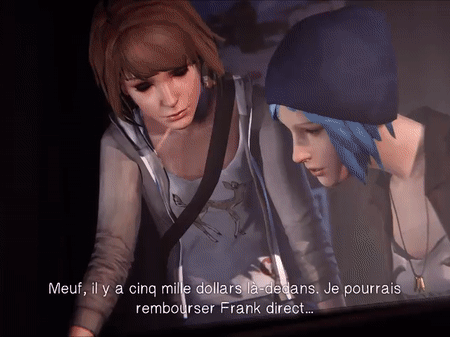 Meuf, il y a cinq mille dollars là-dedans. Je pourrais
rembourser Frank direct...